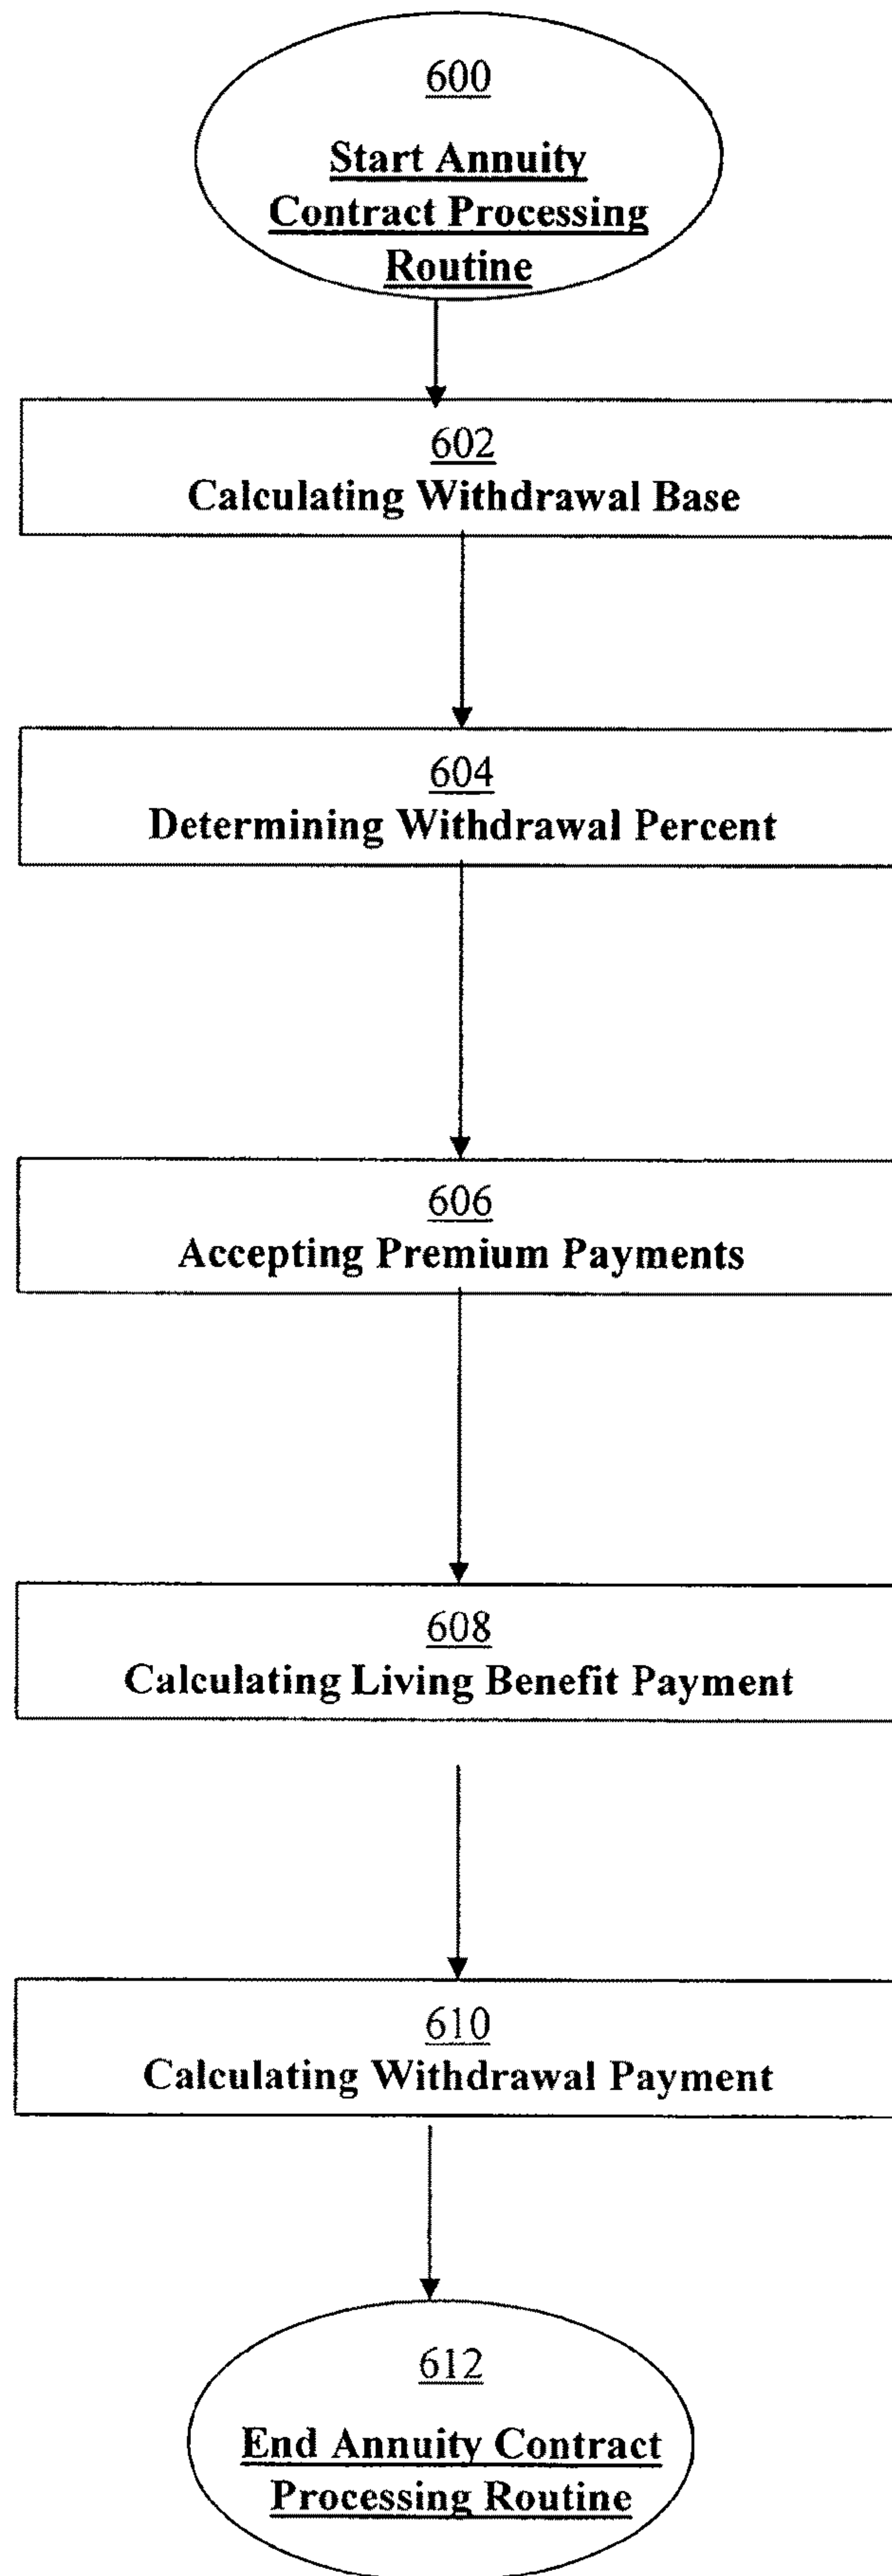 600
Start Annuity
Contract Processing
Routine
602
Calculating Withdrawal Base
604
Determining Withdrawal Percent
606
Accepting Premium Payments
608
Calculating Living Benefit Payment
610
Calculating Withdrawal Payment
612
End Annuity Contract
Processing Routine